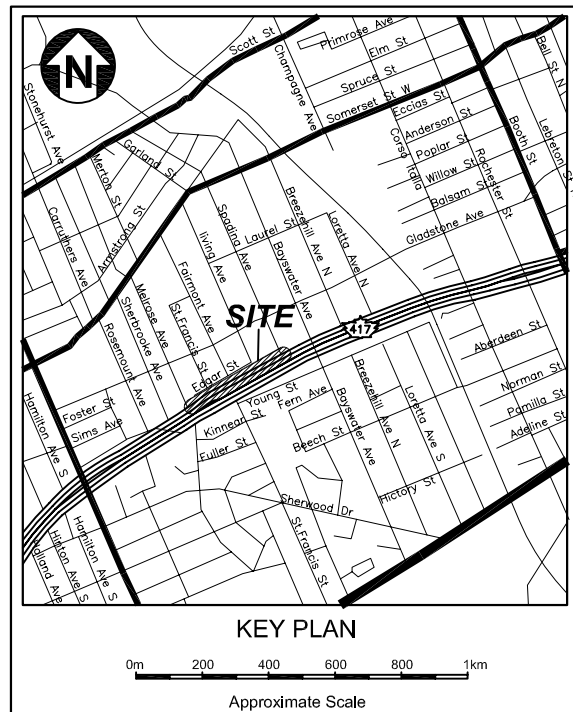 N
Scott St
Champagne Ave
Primrose Ave
Elm St
Spruce St
Somerset St W
Bell St N
Stonehurst Ave
Merton St
Garland St
Armstrong St
Eccias St
Anderson St
Poplar St
Willow St
Balsam St
Corso Italia
Rochester St
Booth St
Lebreton St
Gladstone Ave
Carruthers Ave
Spadina Ave
Laurel St
Breezehill Ave N
Loretta Ave N
Bayswater Ave
living Ave
Fairmont Ave
St.Francis St
Melrose Ave
Sherbrooke Ave
Rosemount Ave
SITE
417
Edgar St
Young St
Fern Ave
Aberdeen St
Foster St
Sims Ave
Kinnear St
Fuller St
Beech St
Bayswater Ave
Breezehill Ave N
Loretta Ave S
Norman St
Pamilla St
Adeline St
Hamilton Ave S
Hictory St
Sherwood Dr
St.Francis St
Hinton Ave S
Hamilton Ave S
KEY PLAN
0m 200 400 600 800 1km
Approximate Scale